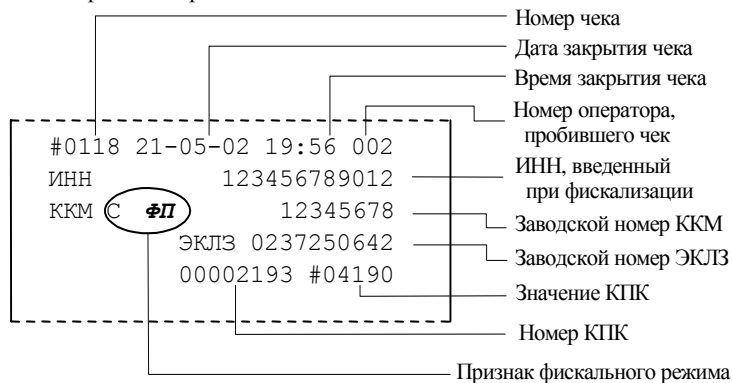 Номер чека
Дата закрытия чека
Время закрытия чека
Номер оператора,
пробившего чек
#0118 21-05-02 19:56 002
ИНН 123456789012
ИНН, введенный
при фискализации
ККМ С ФП 12345678
Заводской номер ККМ
ЭКЛЗ 0237250642
Заводской номер ЭКЛЗ
00002193 #04190
Значение КПК
Номер КПК
Признак фискального режима